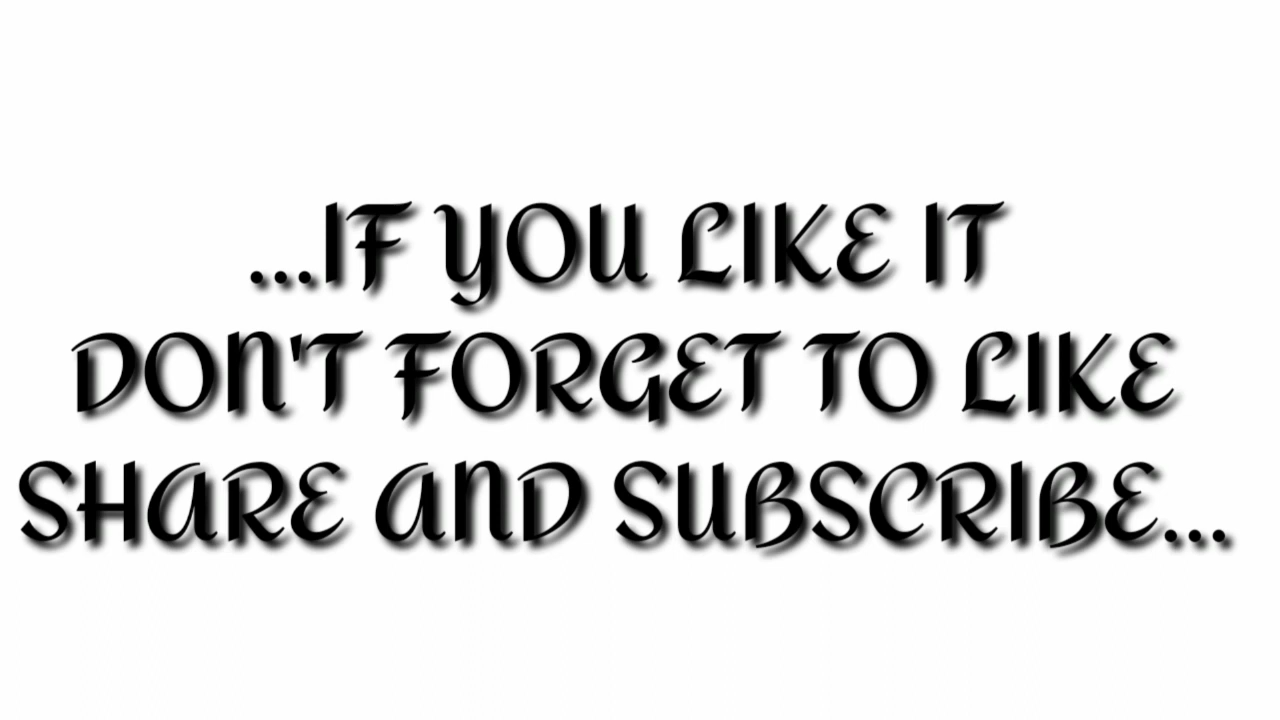 ...IF YOU LIKE IT
DON'T FORGET TO LIKE
SHARE AND SUBSCRIBE...